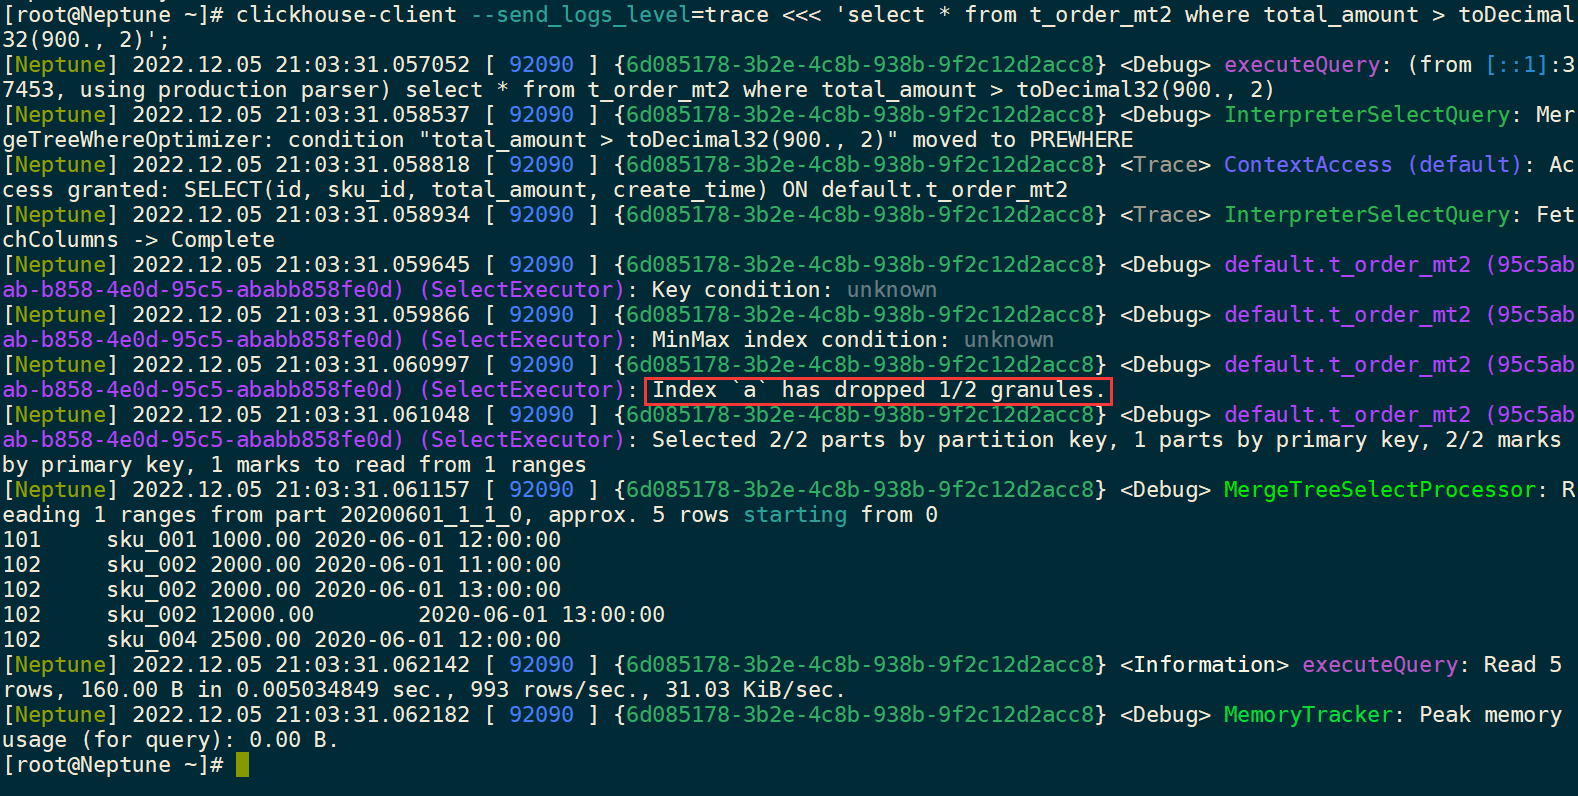 [root@Neptune ~]# clickhouse-client --send_logs_level=trace <<< 'select * from t_order_mt2 where total_amount > toDecimal
32(900., 2)';
[Neptune] 2022.12.05 21:03:31.057052 [ 92090 ] {6d085178-3b2e-4c8b-938b-9f2c12d2acc8} <Debug> executeQuery: (from [::1]:3
7453, using production parser) select * from t_order_mt2 where total_amount > toDecimal32(900., 2)
[Neptune] 2022.12.05 21:03:31.058537 [ 92090 ] {6d085178-3b2e-4c8b-938b-9f2c12d2acc8} <Debug> InterpreterSelectQuery: Mer
geTreeWhereOptimizer: condition "total_amount > toDecimal32(900., 2)" moved to PREWHERE
[Neptune] 2022.12.05 21:03:31.058818 [ 92090 ] {6d085178-3b2e-4c8b-938b-9f2c12d2acc8} <Trace> ContextAccess (default): Ac
cess granted: SELECT(id, sku_id, total_amount, create_time) ON default.t_order_mt2
[Neptune] 2022.12.05 21:03:31.058934 [ 92090 ] {6d085178-3b2e-4c8b-938b-9f2c12d2acc8} <Trace> InterpreterSelectQuery: Fet
chColumns -> Complete
[Neptune] 2022.12.05 21:03:31.059645 [ 92090 ] {6d085178-3b2e-4c8b-938b-9f2c12d2acc8} <Debug> default.t_order_mt2 (95c5ab
ab-b858-4e0d-95c5-ababb858fe0d) (SelectExecutor): Key condition: unknown
[Neptune] 2022.12.05 21:03:31.059866 [ 92090 ] {6d085178-3b2e-4c8b-938b-9f2c12d2acc8} <Debug> default.t_order_mt2 (95c5ab
ab-b858-4e0d-95c5-ababb858fe0d) (SelectExecutor): MinMax index condition: unknown
[Neptune] 2022.12.05 21:03:31.060997 [ 92090 ] {6d085178-3b2e-4c8b-938b-9f2c12d2acc8} <Debug> default.t_order_mt2 (95c5ab
ab-b858-4e0d-95c5-ababb858fe0d) (SelectExecutor): Index `a` has dropped 1/2 granules.
[Neptune] 2022.12.05 21:03:31.061048 [ 92090 ] {6d085178-3b2e-4c8b-938b-9f2c12d2acc8} <Debug> default.t_order_mt2 (95c5ab
ab-b858-4e0d-95c5-ababb858fe0d) (SelectExecutor): Selected 2/2 parts by partition key, 1 parts by primary key, 2/2 marks
by primary key, 1 marks to read from 1 ranges
[Neptune] 2022.12.05 21:03:31.061157 [ 92090 ] {6d085178-3b2e-4c8b-938b-9f2c12d2acc8} <Debug> MergeTreeSelectProcessor: R
eading 1 ranges from part 20200601_1_1_0, approx. 5 rows starting from 0
101     sku_001 1000.00 2020-06-01 12:00:00
102     sku_002 2000.00 2020-06-01 11:00:00
102     sku_002 2000.00 2020-06-01 13:00:00
102     sku_002 12000.00        2020-06-01 13:00:00
102     sku_004 2500.00 2020-06-01 12:00:00
[Neptune] 2022.12.05 21:03:31.062142 [ 92090 ] {6d085178-3b2e-4c8b-938b-9f2c12d2acc8} <Information> executeQuery: Read 5
rows, 160.00 B in 0.005034849 sec., 993 rows/sec., 31.03 KiB/sec.
[Neptune] 2022.12.05 21:03:31.062182 [ 92090 ] {6d085178-3b2e-4c8b-938b-9f2c12d2acc8} <Debug> MemoryTracker: Peak memory
usage (for query): 0.00 B.
[root@Neptune ~]#